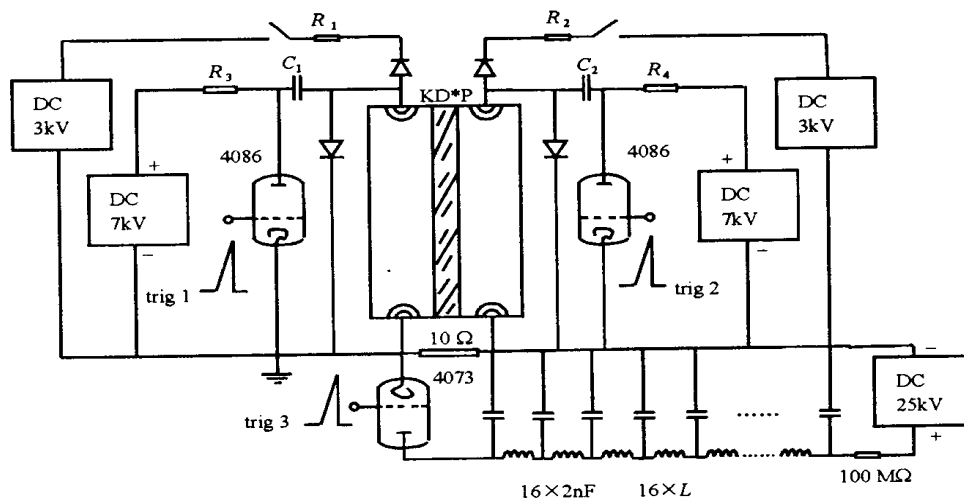 R₁
R₂
R₃
C₁
C₂
R₄
KD*P
DC
3kV
DC
3kV
4086
4086
+
DC
7kV
−
+
DC
7kV
−
trig 1
trig 2
10 Ω
4073
trig 3
−
DC
25kV
+
......
......
100 MΩ
16×2nF
16×L